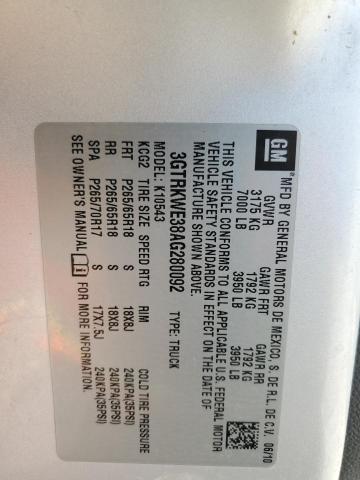 GM
MFD BY GENERAL MOTORS DE MEXICO, S. DE R.L. DE C.V. 06/10
GVWR GAWR FRT GAWR RR
3175 KG 1792 KG 1792 KG
7000 LB 3950 LB 3950 LB
THIS VEHICLE CONFORMS TO ALL APPLICABLE U.S. FEDERAL MOTOR
VEHICLE SAFETY STANDARDS IN EFFECT ON THE DATE OF
MANUFACTURE SHOWN ABOVE.
3GTRKWE38AG280092 TYPE: TRUCK
MODEL: K10543
KCG2 TIRE SIZE SPEED RTG RIM COLD TIRE PRESSURE
FRT P265/65R18 S 18X8J 240KPA(35PSI)
RR P265/65R18 S 18X8J 240KPA(35PSI)
SPA P265/70R17 S 17X7.5J 240KPA(35PSI)
SEE OWNER'S MANUAL FOR MORE INFORMATION.